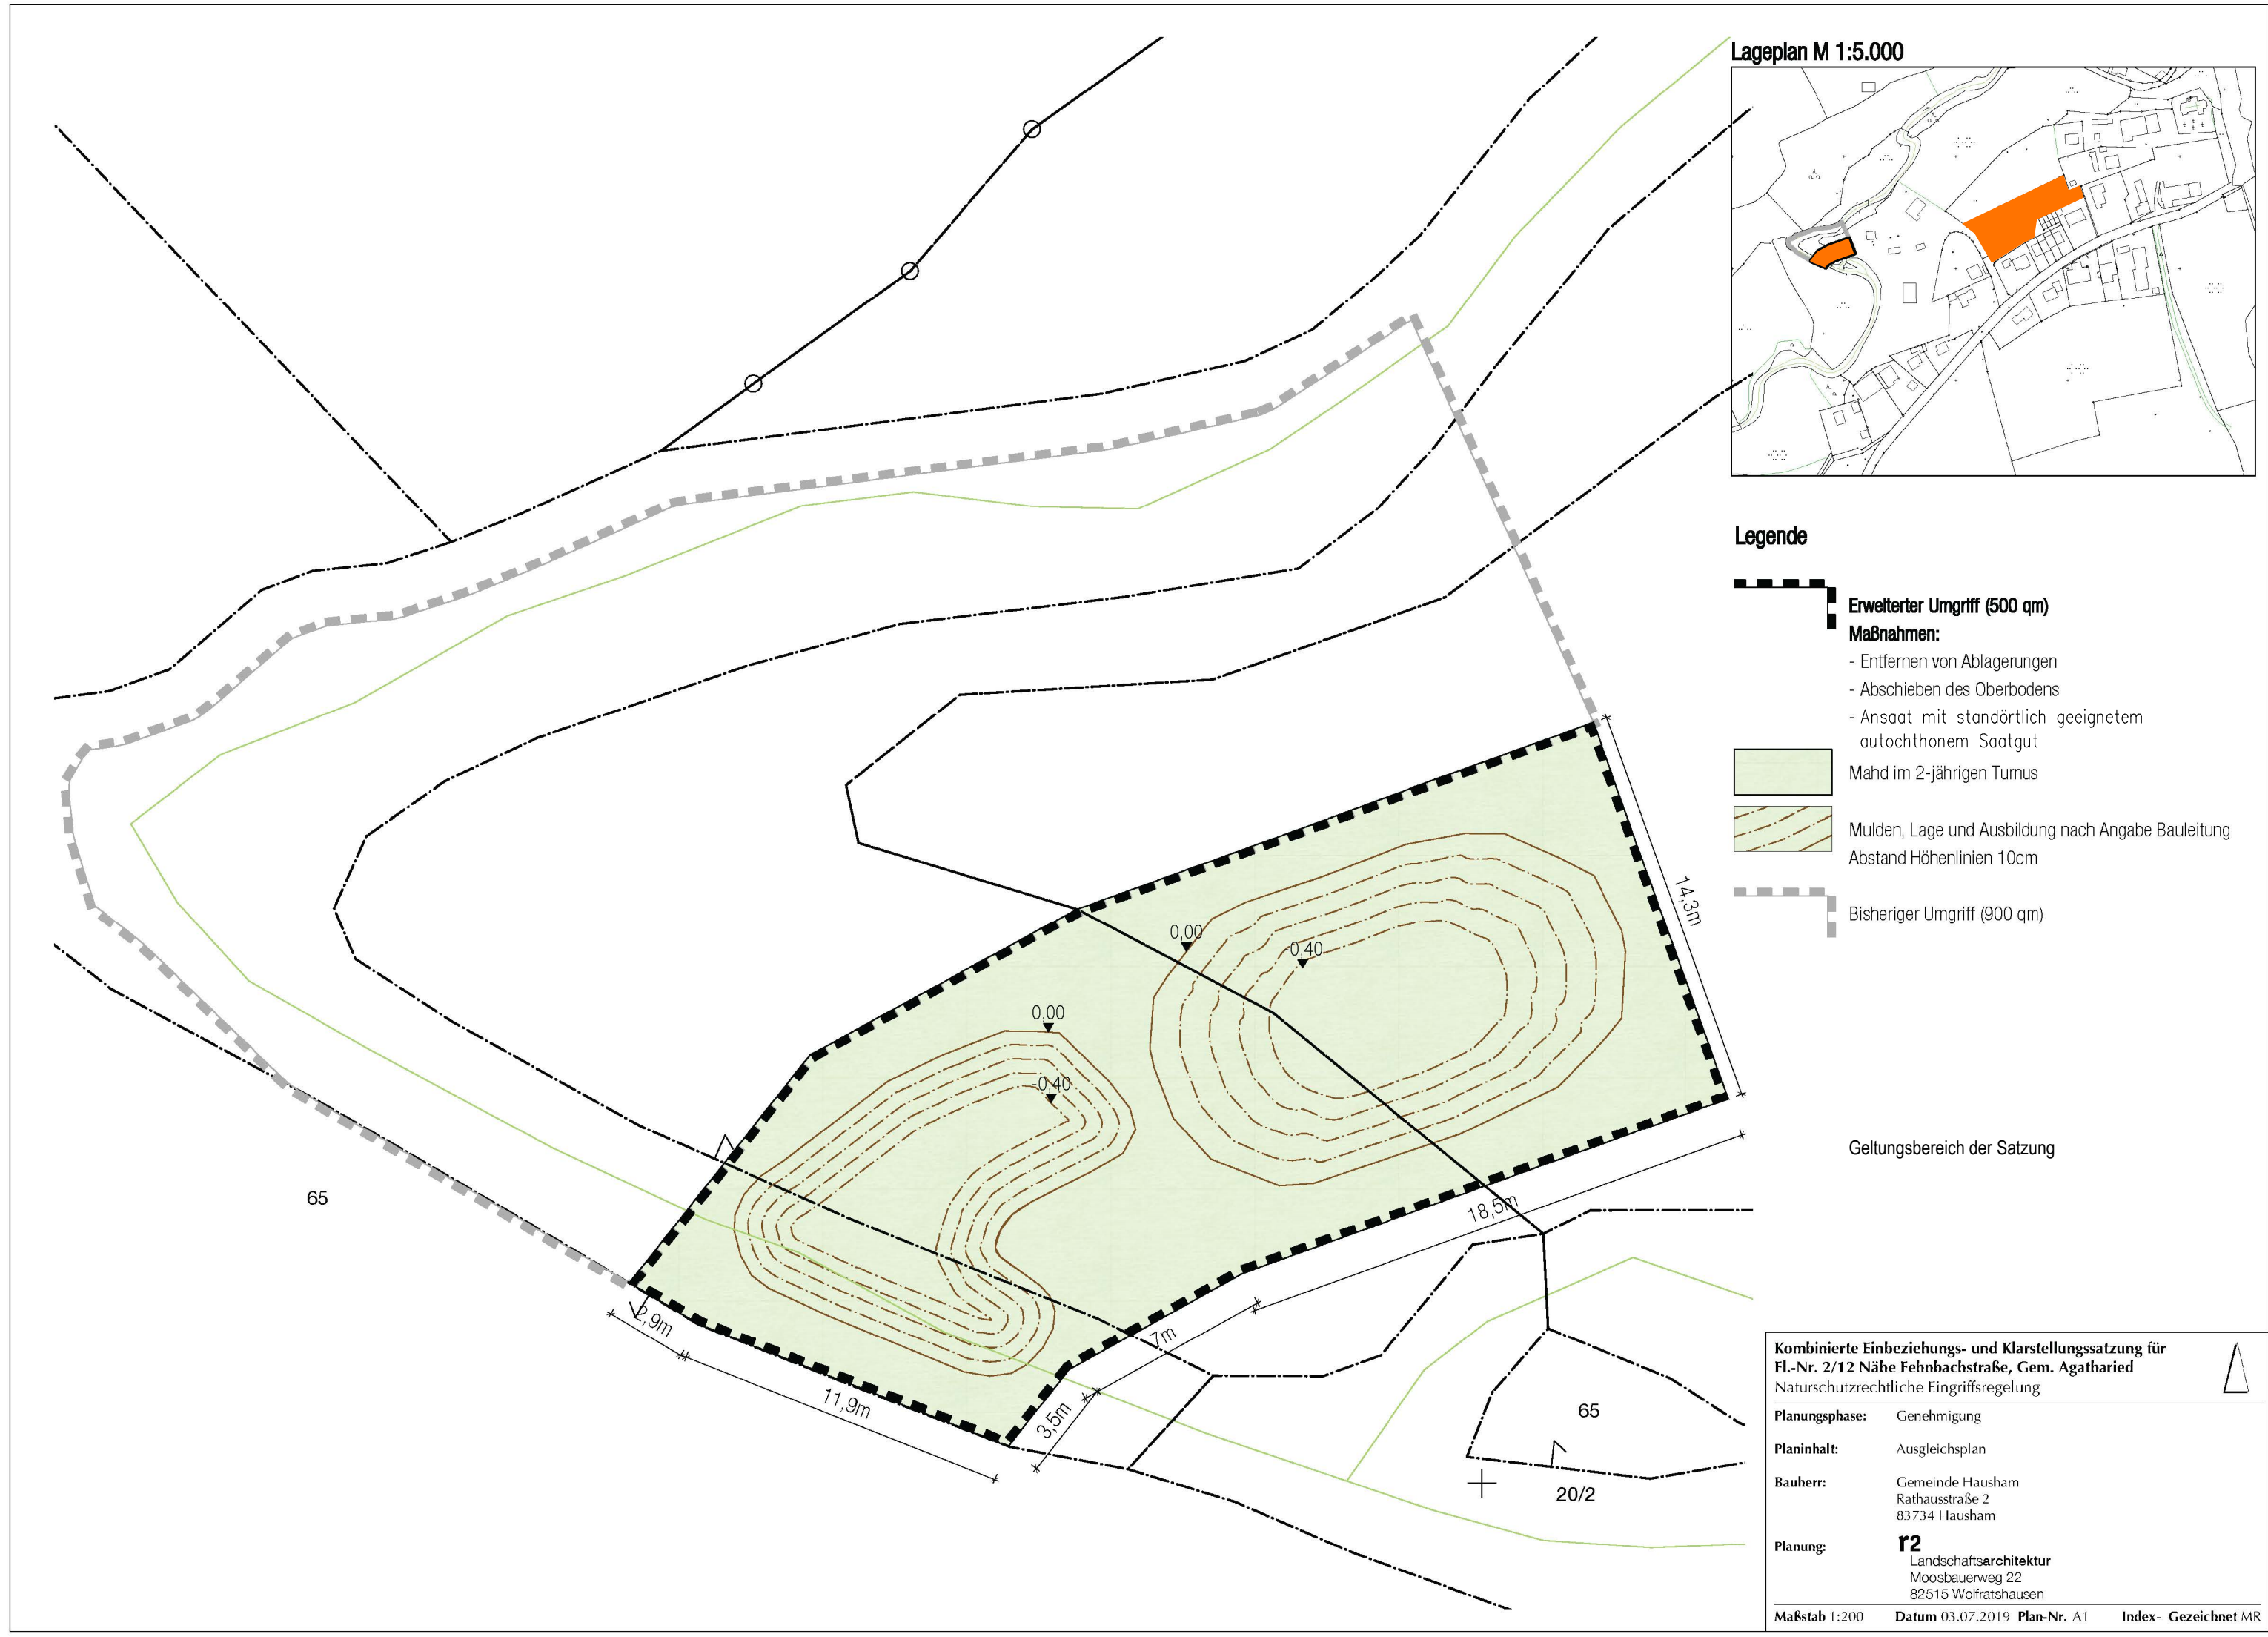 Lageplan M 1:5.000
Legende
Erweiterter Umgriff (500 qm)
Maßnahmen:
- Entfernen von Ablagerungen
- Abschieben des Oberbodens
- Ansaat mit standörtlich geeignetem
autochthonem Saatgut
Mahd im 2-jährigen Turnus
Mulden, Lage und Ausbildung nach Angabe Bauleitung
Abstand Höhenlinien 10cm
Bisheriger Umgriff (900 qm)
Geltungsbereich der Satzung
14,3m
0,00
-0,40
0,00
-0,40
65
18,5m
7m
2,9m
11,9m
3,5m
65
20/2
Kombinierte Einbeziehungs- und Klarstellungssatzung für
Fl.-Nr. 2/12 Nähe Fehnbachstraße, Gem. Agatharied
Naturschutzrechtliche Eingriffsregelung
Planungsphase: Genehmigung
Planinhalt: Ausgleichsplan
Bauherr: Gemeinde Hausham
Rathausstraße 2
83734 Hausham
Planung: r2
Landschaftsarchitektur
Moosbauerweg 22
82515 Wolfratshausen
Maßstab 1:200 Datum 03.07.2019 Plan-Nr. A1 Index- Gezeichnet MR